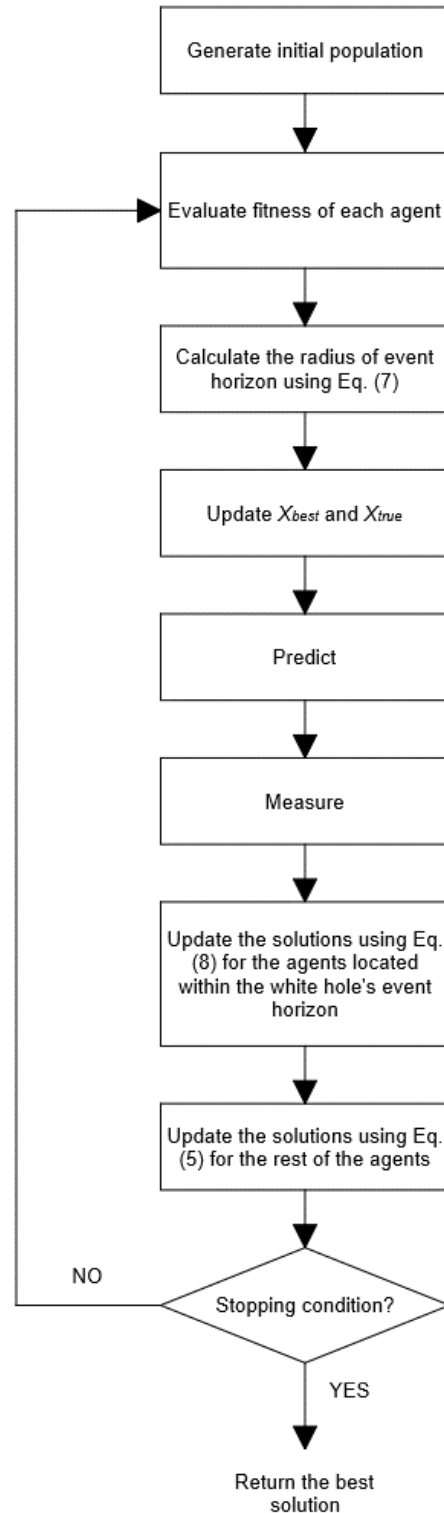 Generate initial population
Evaluate fitness of each agent
Calculate the radius of event
horizon using Eq. (7)
Update Xbest and Xtrue
Predict
Measure
Update the solutions using Eq.
(8) for the agents located
within the white hole's event
horizon
Update the solutions using Eq.
(5) for the rest of the agents
Stopping condition?
NO
YES
Return the best
solution